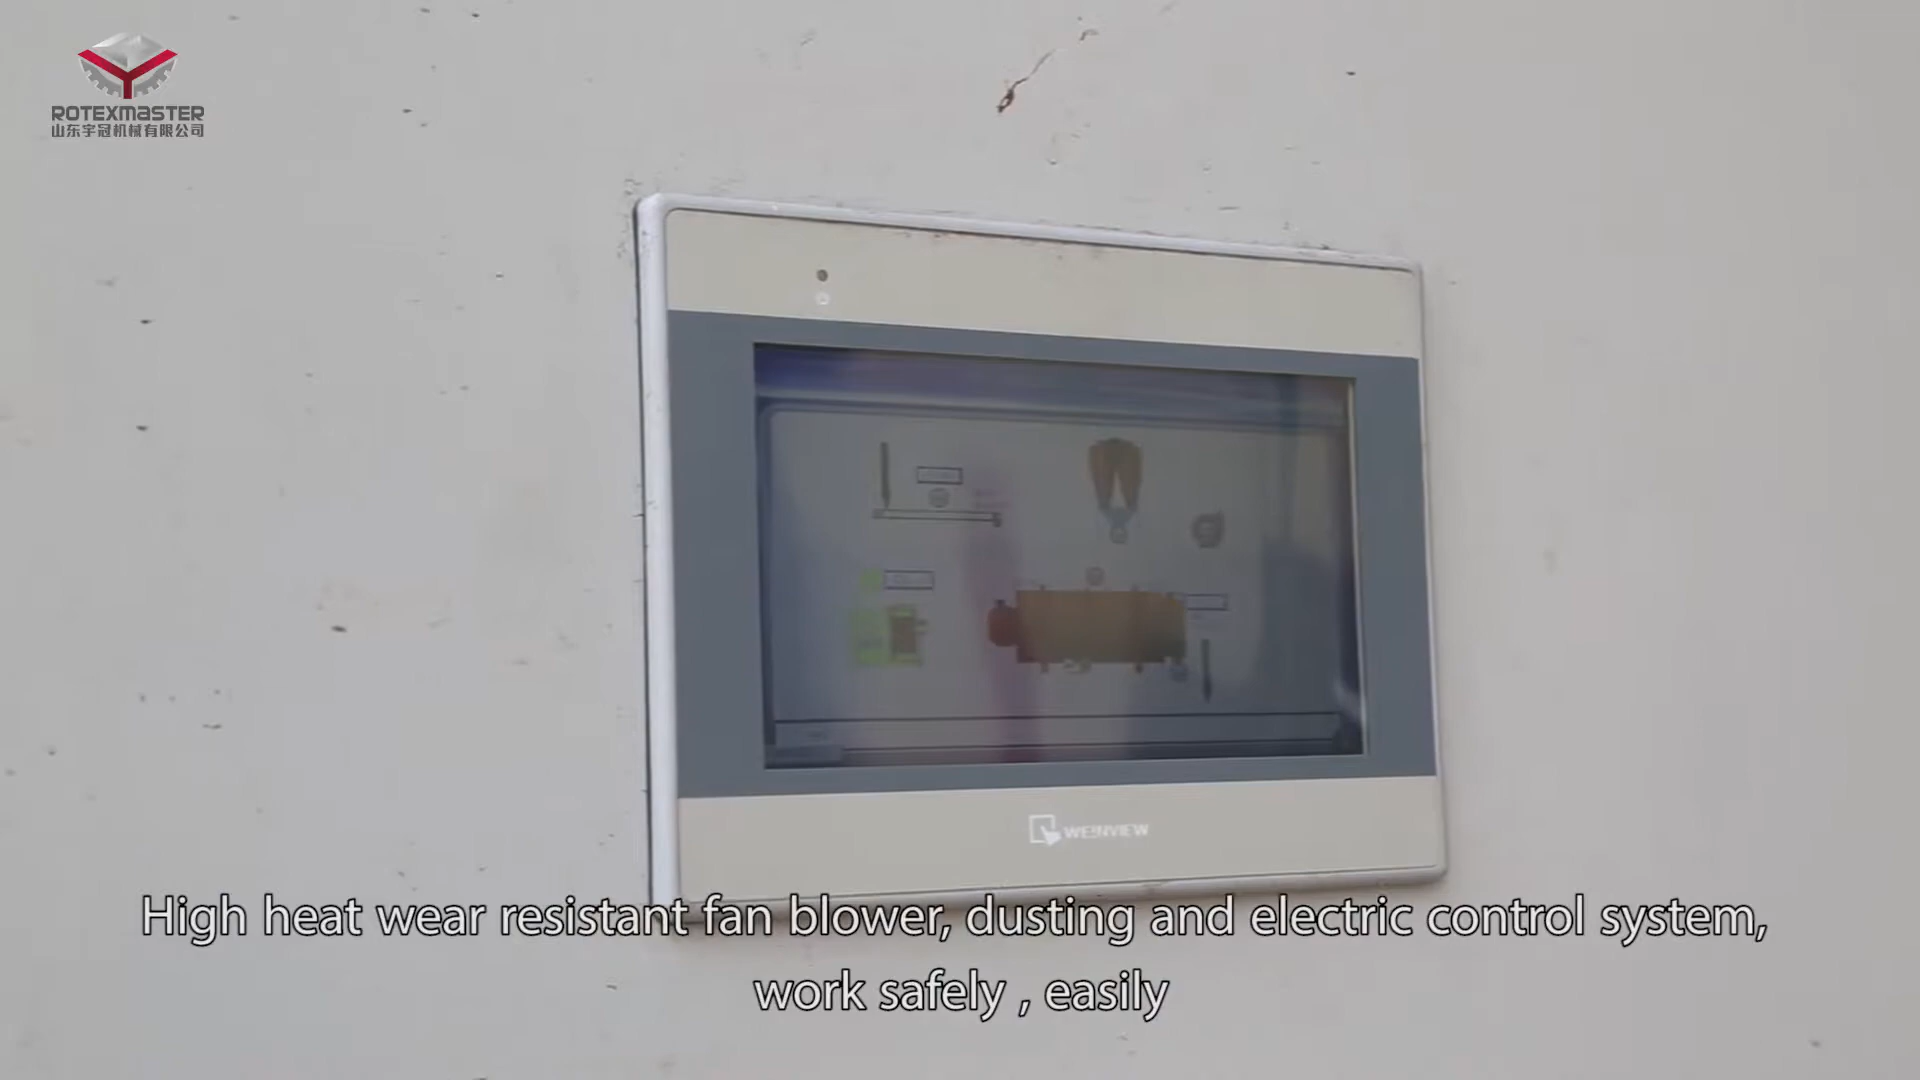 ROTEXMASTER
山东宇冠机械有限公司
WEINVIEW
High heat wear resistant fan blower, dusting and electric control system,
work safely , easily